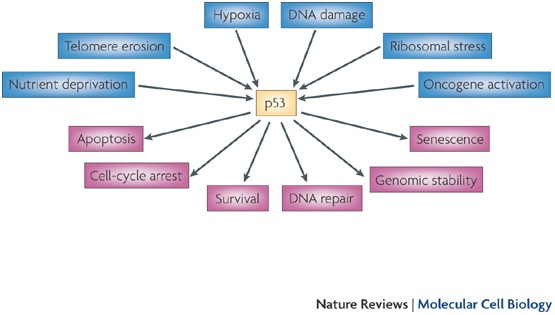 Hypoxia
DNA damage
Telomere erosion
Ribosomal stress
Nutrient deprivation
Oncogene activation
p53
Apoptosis
Senescence
Cell-cycle arrest
Genomic stability
Survival
DNA repair
Nature Reviews | Molecular Cell Biology